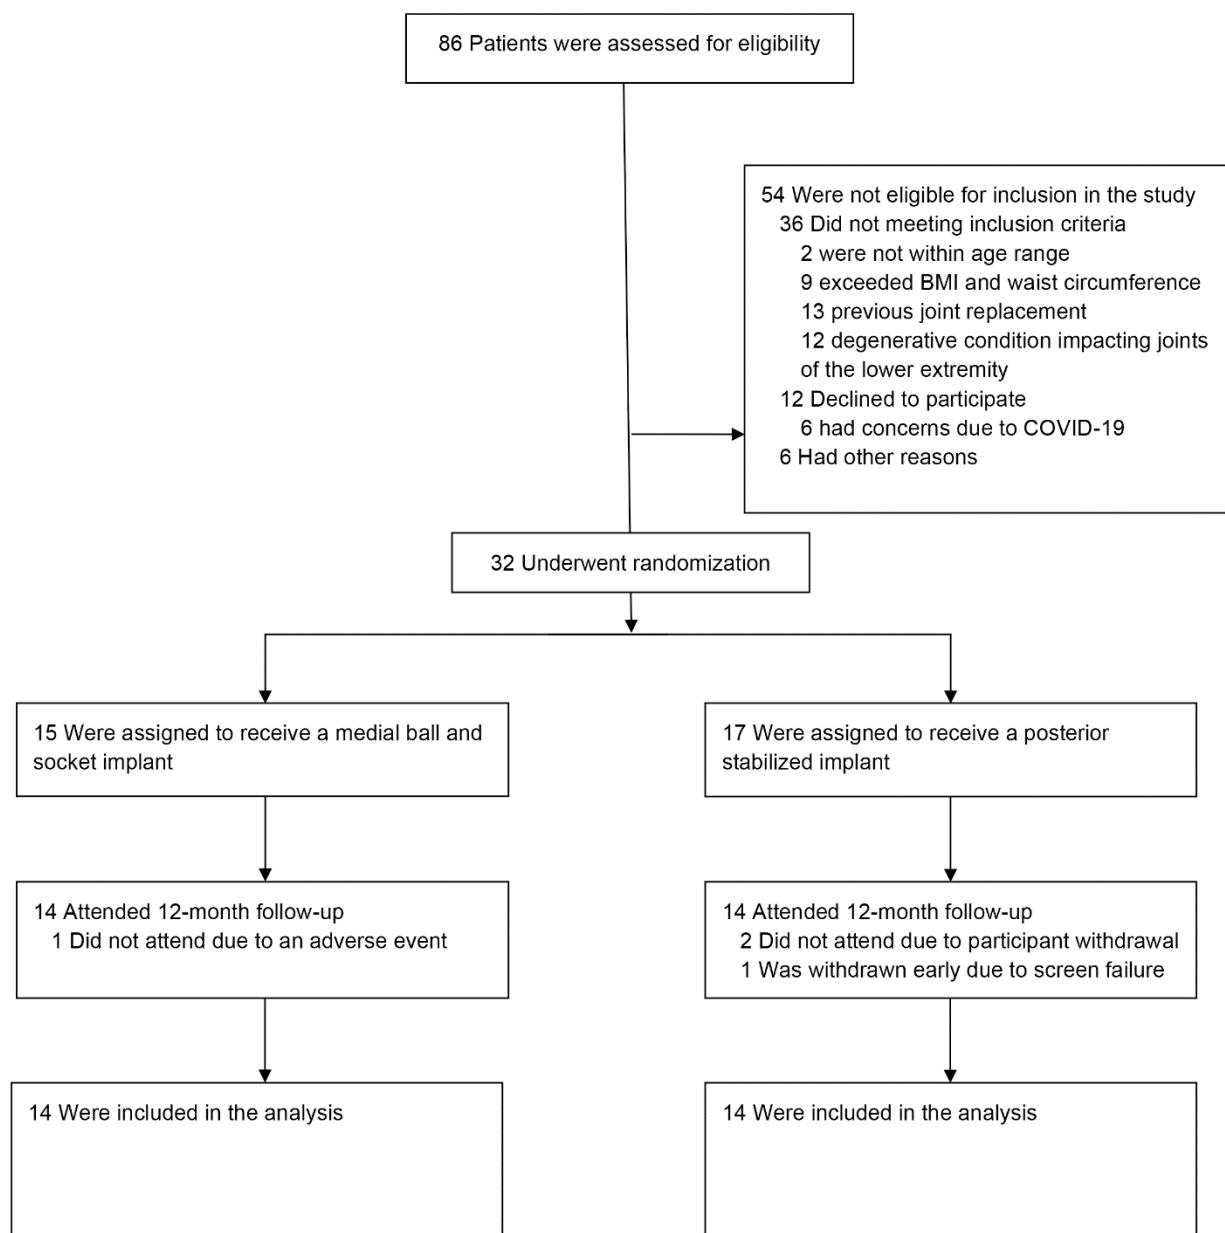 86 Patients were assessed for eligibility
54 Were not eligible for inclusion in the study
36 Did not meeting inclusion criteria
2 were not within age range
9 exceeded BMI and waist circumference
13 previous joint replacement
12 degenerative condition impacting joints
of the lower extremity
12 Declined to participate
6 had concerns due to COVID-19
6 Had other reasons
32 Underwent randomization
15 Were assigned to receive a medial ball and
socket implant
17 Were assigned to receive a posterior
stabilized implant
14 Attended 12-month follow-up
1 Did not attend due to an adverse event
14 Attended 12-month follow-up
2 Did not attend due to participant withdrawal
1 Was withdrawn early due to screen failure
14 Were included in the analysis
14 Were included in the analysis